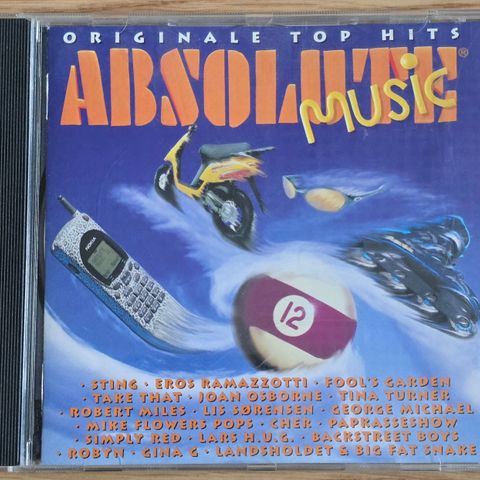 ORIGINALE TOP HITS
ABSOLUTE®
music
NOKIA
12
· STING · EROS RAMAZZOTTI · FOOL'S GARDEN
· TAKE THAT · JOAN OSBORNE · TINA TURNER
· ROBERT MILES · LIS SØRENSEN · GEORGE MICHAEL
· MIKE FLOWERS POPS · CHER · PAPKASSESHOW
· SIMPLY RED · LARS H.U.G. · BACKSTREET BOYS
· ROBYN · GINA G · LANDSHOLDET & BIG FAT SNAKE